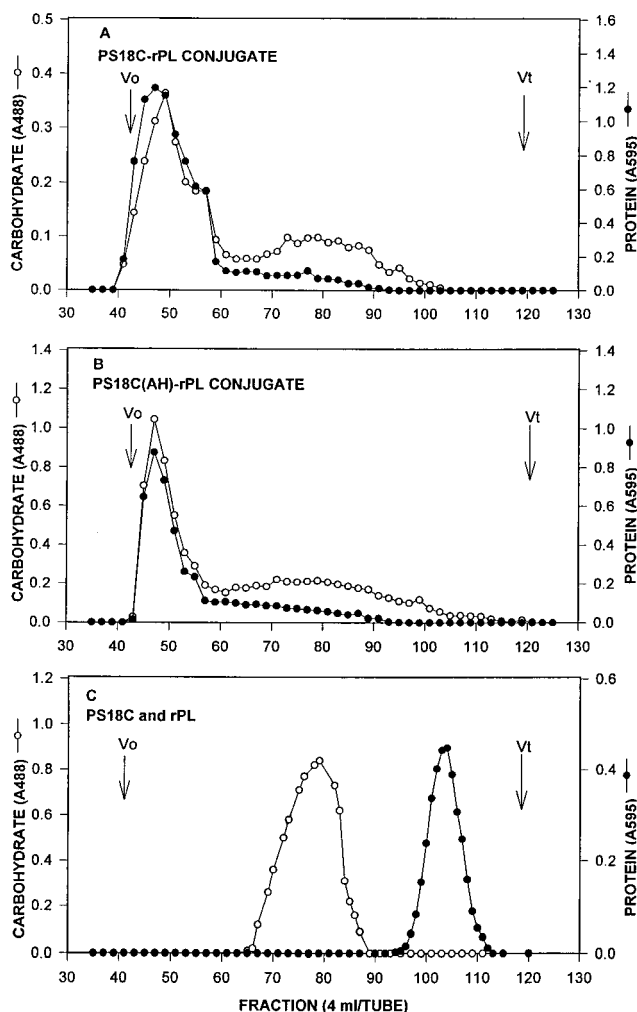 A
PS18C-rPL CONJUGATE
Vo
Vt
CARBOHYDRATE (A488)
PROTEIN (A595)
0.5
0.4
0.3
0.2
0.1
0.0
1.6
1.4
1.2
1.0
0.8
0.6
0.4
0.2
0.0
30 40 50 60 70 80 90 100 110 120 130
B
PS18C(AH)-rPL CONJUGATE
Vo
Vt
CARBOHYDRATE (A488)
PROTEIN (A595)
1.4
1.2
1.0
0.8
0.6
0.4
0.2
0.0
1.4
1.2
1.0
0.8
0.6
0.4
0.2
0.0
30 40 50 60 70 80 90 100 110 120 130
C
PS18C and rPL
Vo
Vt
CARBOHYDRATE (A488)
PROTEIN (A595)
1.2
1.0
0.8
0.6
0.4
0.2
0.0
0.6
0.4
0.2
0.0
30 40 50 60 70 80 90 100 110 120 130
FRACTION (4 ml/TUBE)